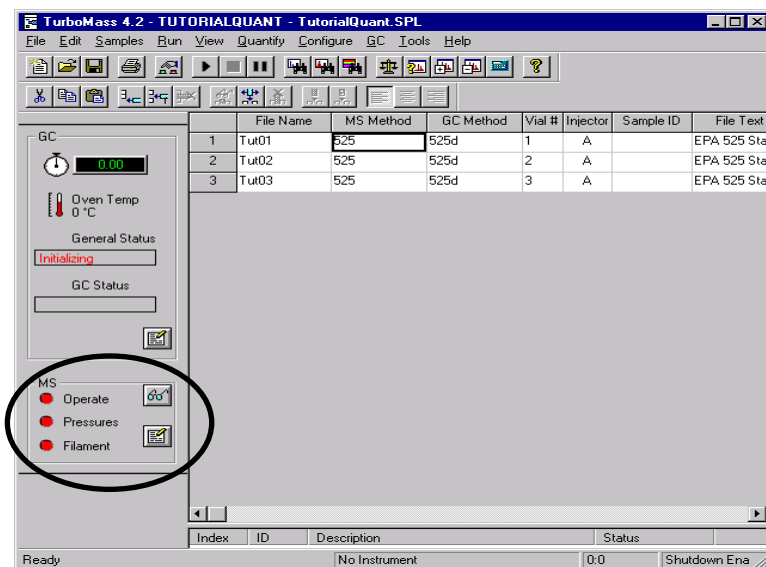 TurboMass 4.2 - TUTORIALQUANT - TutorialQuant.SPL
File Edit Samples Run View Quantify Configure GC Tools Help
File Name MS Method GC Method Vial # Injector Sample ID File Text
1 Tut01 525 525d 1 A EPA 525 Sta
2 Tut02 525 525d 2 A EPA 525 Sta
3 Tut03 525 525d 3 A EPA 525 Sta
GC
0.00
Oven Temp
0 °C
General Status
Initializing
GC Status
MS
Operate
Pressures
Filament
Index ID Description Status
Ready No Instrument 0:0 Shutdown Ena